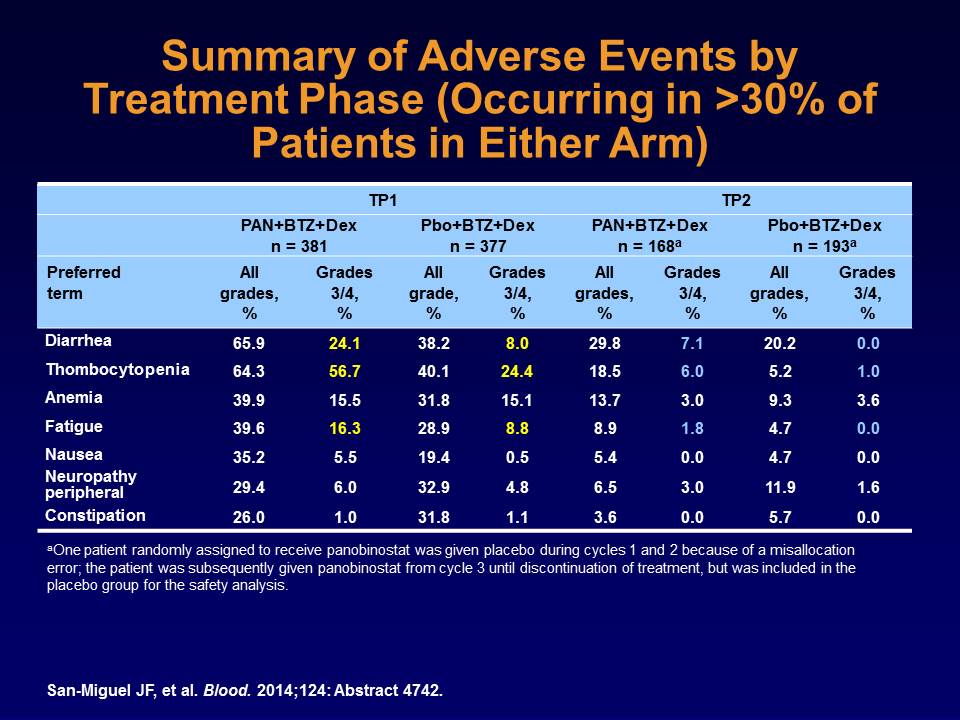 Summary of Adverse Events by
Treatment Phase (Occurring in >30% of
Patients in Either Arm)
TP1 TP2
PAN+BTZ+Dex Pbo+BTZ+Dex PAN+BTZ+Dex Pbo+BTZ+Dex
n = 381 n = 377 n = 168ᵃ n = 193ᵃ
Preferred All Grades All Grades All Grades All Grades
term grades, 3/4, grade, 3/4, grades, 3/4, grades, 3/4,
% % % % % % % %
Diarrhea 65.9 24.1 38.2 8.0 29.8 7.1 20.2 0.0
Thombocytopenia 64.3 56.7 40.1 24.4 18.5 6.0 5.2 1.0
Anemia 39.9 15.5 31.8 15.1 13.7 3.0 9.3 3.6
Fatigue 39.6 16.3 28.9 8.8 8.9 1.8 4.7 0.0
Nausea 35.2 5.5 19.4 0.5 5.4 0.0 4.7 0.0
Neuropathy
peripheral 29.4 6.0 32.9 4.8 6.5 3.0 11.9 1.6
Constipation 26.0 1.0 31.8 1.1 3.6 0.0 5.7 0.0
ᵃOne patient randomly assigned to receive panobinostat was given placebo during cycles 1 and 2 because of a misallocation
error; the patient was subsequently given panobinostat from cycle 3 until discontinuation of treatment, but was included in the
placebo group for the safety analysis.
San-Miguel JF, et al. Blood. 2014;124: Abstract 4742.